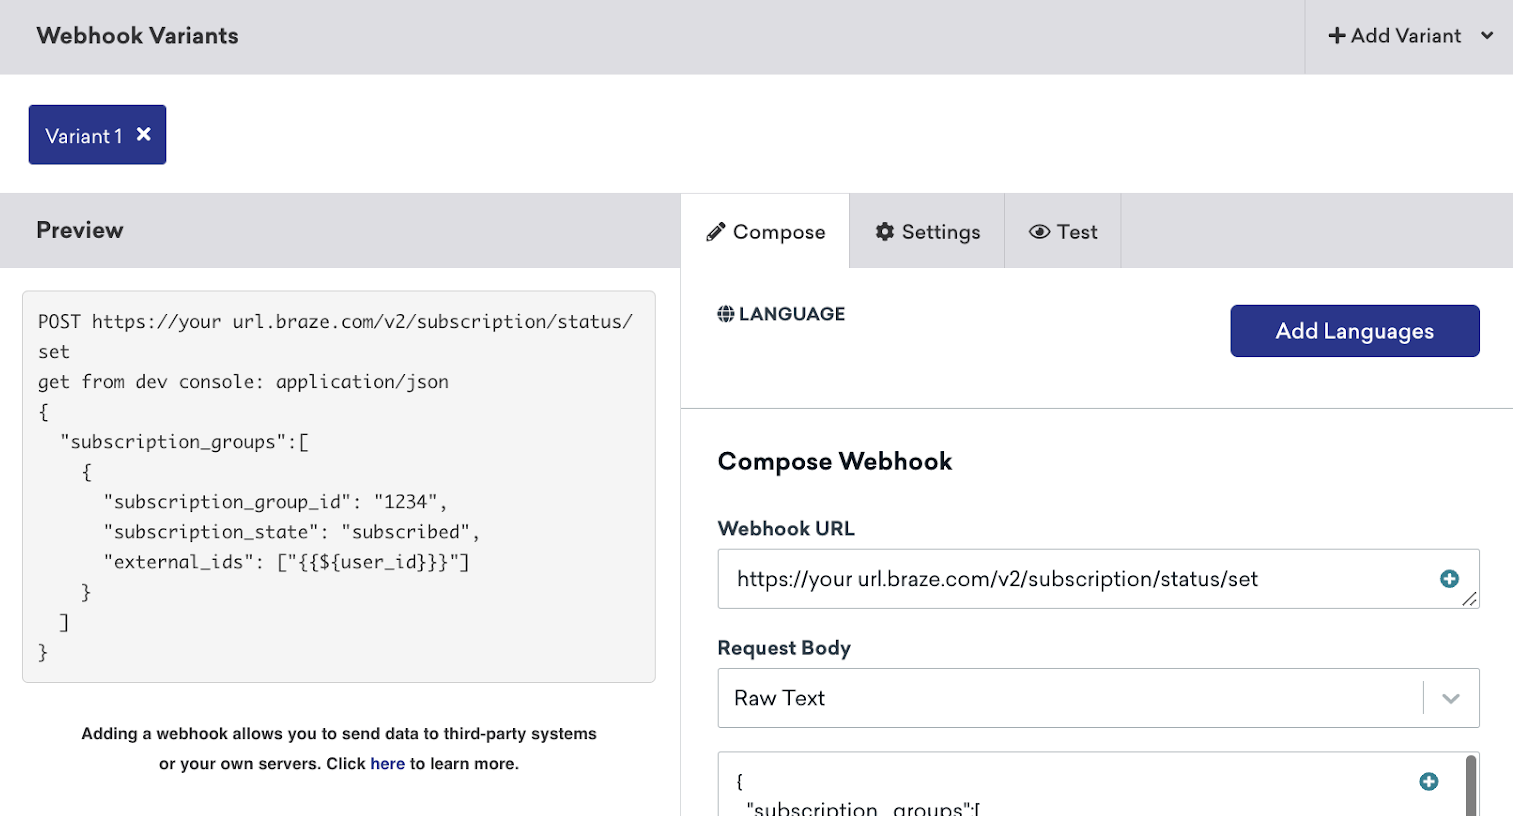 Webhook Variants
Add Variant
Variant 1
Preview
Compose
Settings
Test
POST https://your url.braze.com/v2/subscription/status/
set
get from dev console: application/json
{
"subscription_groups":[
{
"subscription_group_id": "1234",
"subscription_state": "subscribed",
"external_ids": ["{{${user_id}}}"]
}
]
}
Adding a webhook allows you to send data to third-party systems
or your own servers. Click here to learn more.
LANGUAGE
Add Languages
Compose Webhook
Webhook URL
https://your url.braze.com/v2/subscription/status/set
Request Body
Raw Text
{
"subscription_groups":[